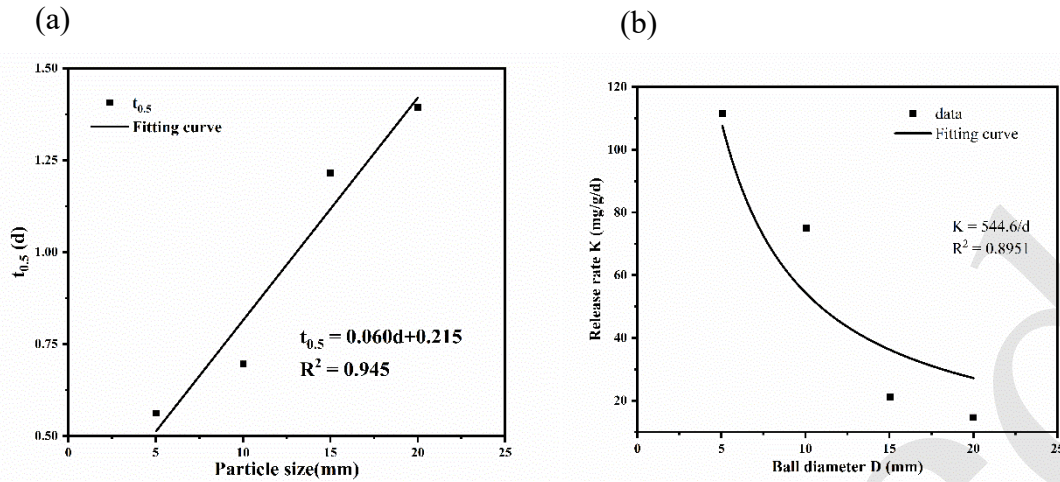 (a)
(b)
1.50
1.25
1.00
0.75
0.50
t0.5 (d)
t0.5
Fitting curve
t0.5 = 0.060d+0.215
R2 = 0.945
0 5 10 15 20 25
Particle size(mm)
120
100
80
60
40
20
Release rate K (mg/g/d)
data
Fitting curve
K = 544.6/d
R2 = 0.8951
0 5 10 15 20 25
Ball diameter D (mm)